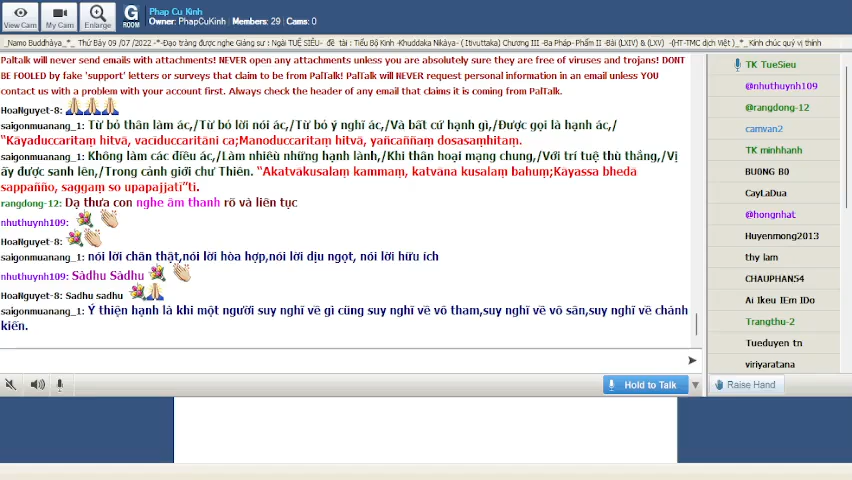 Phap Cu Kinh
Owner: PhapCuKinh Members: 29 Cams: 0
View Cam
My Cam
Enlarge
G
ROOM
_Namo Buddhàya_*_ Thứ Bảy 09 /07 /2022 -*-Đạo tràng được nghe Giảng sư : Ngài TUỆ SIÊU- đề tài : Tiểu Bộ Kinh -Khuddaka Nikàya- ( Itivuttaka) Chương III -Ba Pháp- Phẩm II -Bài (LXIV) & (LXV) -(HT-TMC dịch Việt )_*_Kính chúc quý vị thính
Paltalk will never send emails with attachments! NEVER open any attachments unless you are absolutely sure they are free of viruses and trojans! DONT
BE FOOLED by fake 'support' letters or surveys that claim to be from PalTalk! PalTalk will NEVER request personal information in an email unless YOU
contact us with a problem with your account first. Always check the header of any email that claims it is coming from PalTalk.
HoaNguyet-8:
saigonmuanang_1: Từ bỏ thân làm ác,/Từ bỏ lời nói ác,/Từ bỏ ý nghĩ ác,/Và bất cứ hạnh gì,/Được gọi là hạnh ác,/
“Kāyaduccaritaṃ hitvā, vacīduccaritāni ca;Manoduccaritaṃ hitvā, yañcaññaṃ dosasaṃhitaṃ.
saigonmuanang_1: Không làm các điều ác,/Làm nhiều những hạnh lành,/Khi thân hoại mạng chung,/Với trí tuệ thù thắng,/Vị
ấy được sanh lên,/Trong cảnh giới chư Thiên. “Akatvākusalaṃ kammaṃ, katvāna kusalaṃ bahuṃ;Kāyassa bheda
sappañño, saggaṃ so upapajjatī”ti.
rangdong-12: Dạ thưa con nghe âm thanh rõ và liên tục
nhuthuynh109:
HoaNguyet-8:
saigonmuanang_1: nói lời chân thật,nói lời hòa hợp,nói lời dịu ngọt, nói lời hữu ích
nhuthuynh109: Sàdhu Sàdhu
HoaNguyet-8: Sadhu sadhu
saigonmuanang_1: Ý thiện hạnh là khi một người suy nghĩ về gì cũng suy nghĩ về vô tham,suy nghĩ về vô sân,suy nghĩ về chánh
kiến.
Hold to Talk
TK TueSieu
@nhuthuynh109
@rangdong-12
camvan2
TK minhhanh
BUONG B0
CayLaDua
@hongnhat
Huyenmong2013
thy lam
CHAUPHAN54
Ai Ikeu IEm IDo
Trangthu-2
Tueduyen tn
viriyaratana
Raise Hand